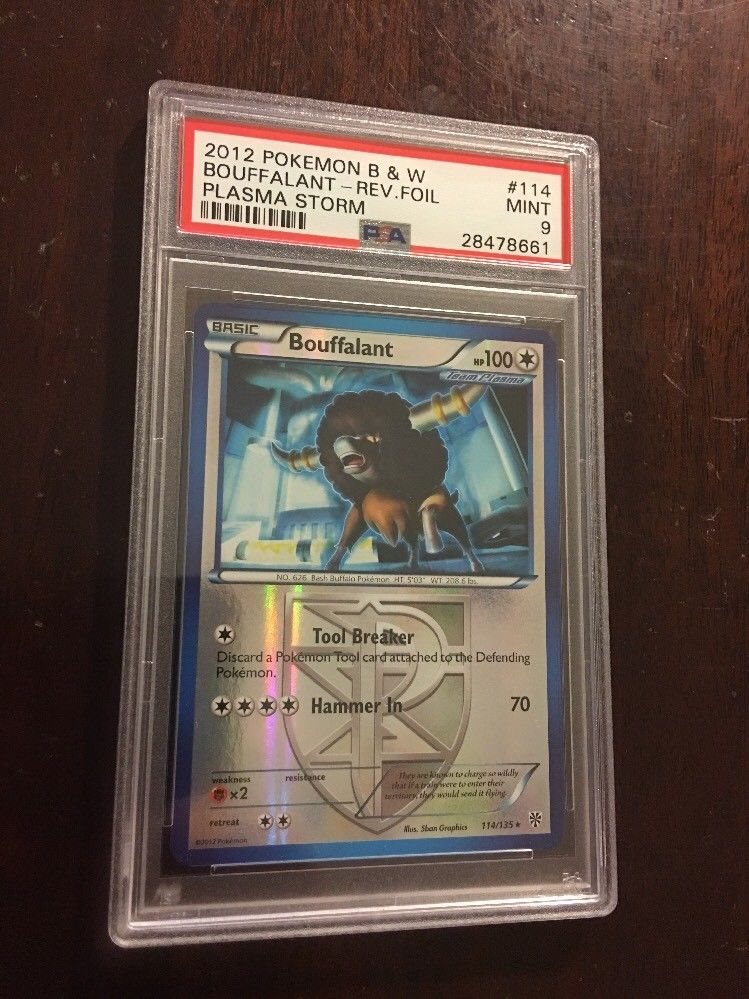 2012 POKEMON B & W #114
BOUFFALANT - REV.FOIL MINT
PLASMA STORM 9
PSA 28478661
BASIC
Bouffalant HP 100
Team Plasma
NO. 626 Bash Buffalo Pokémon HT: 5'03" WT: 208.6 lbs.
Tool Breaker
Discard a Pokémon Tool card attached to the Defending
Pokémon.
Hammer In 70
weakness resistance
×2
retreat
They are known to charge so wildly
that if a train were to enter their
territory, they would send it flying.
Illus. Sban Graphics 114/135 ★
©2012 Pokémon